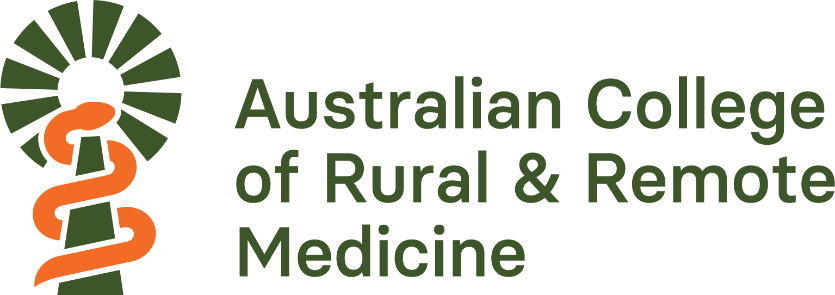 Australian College
of Rural & Remote
Medicine